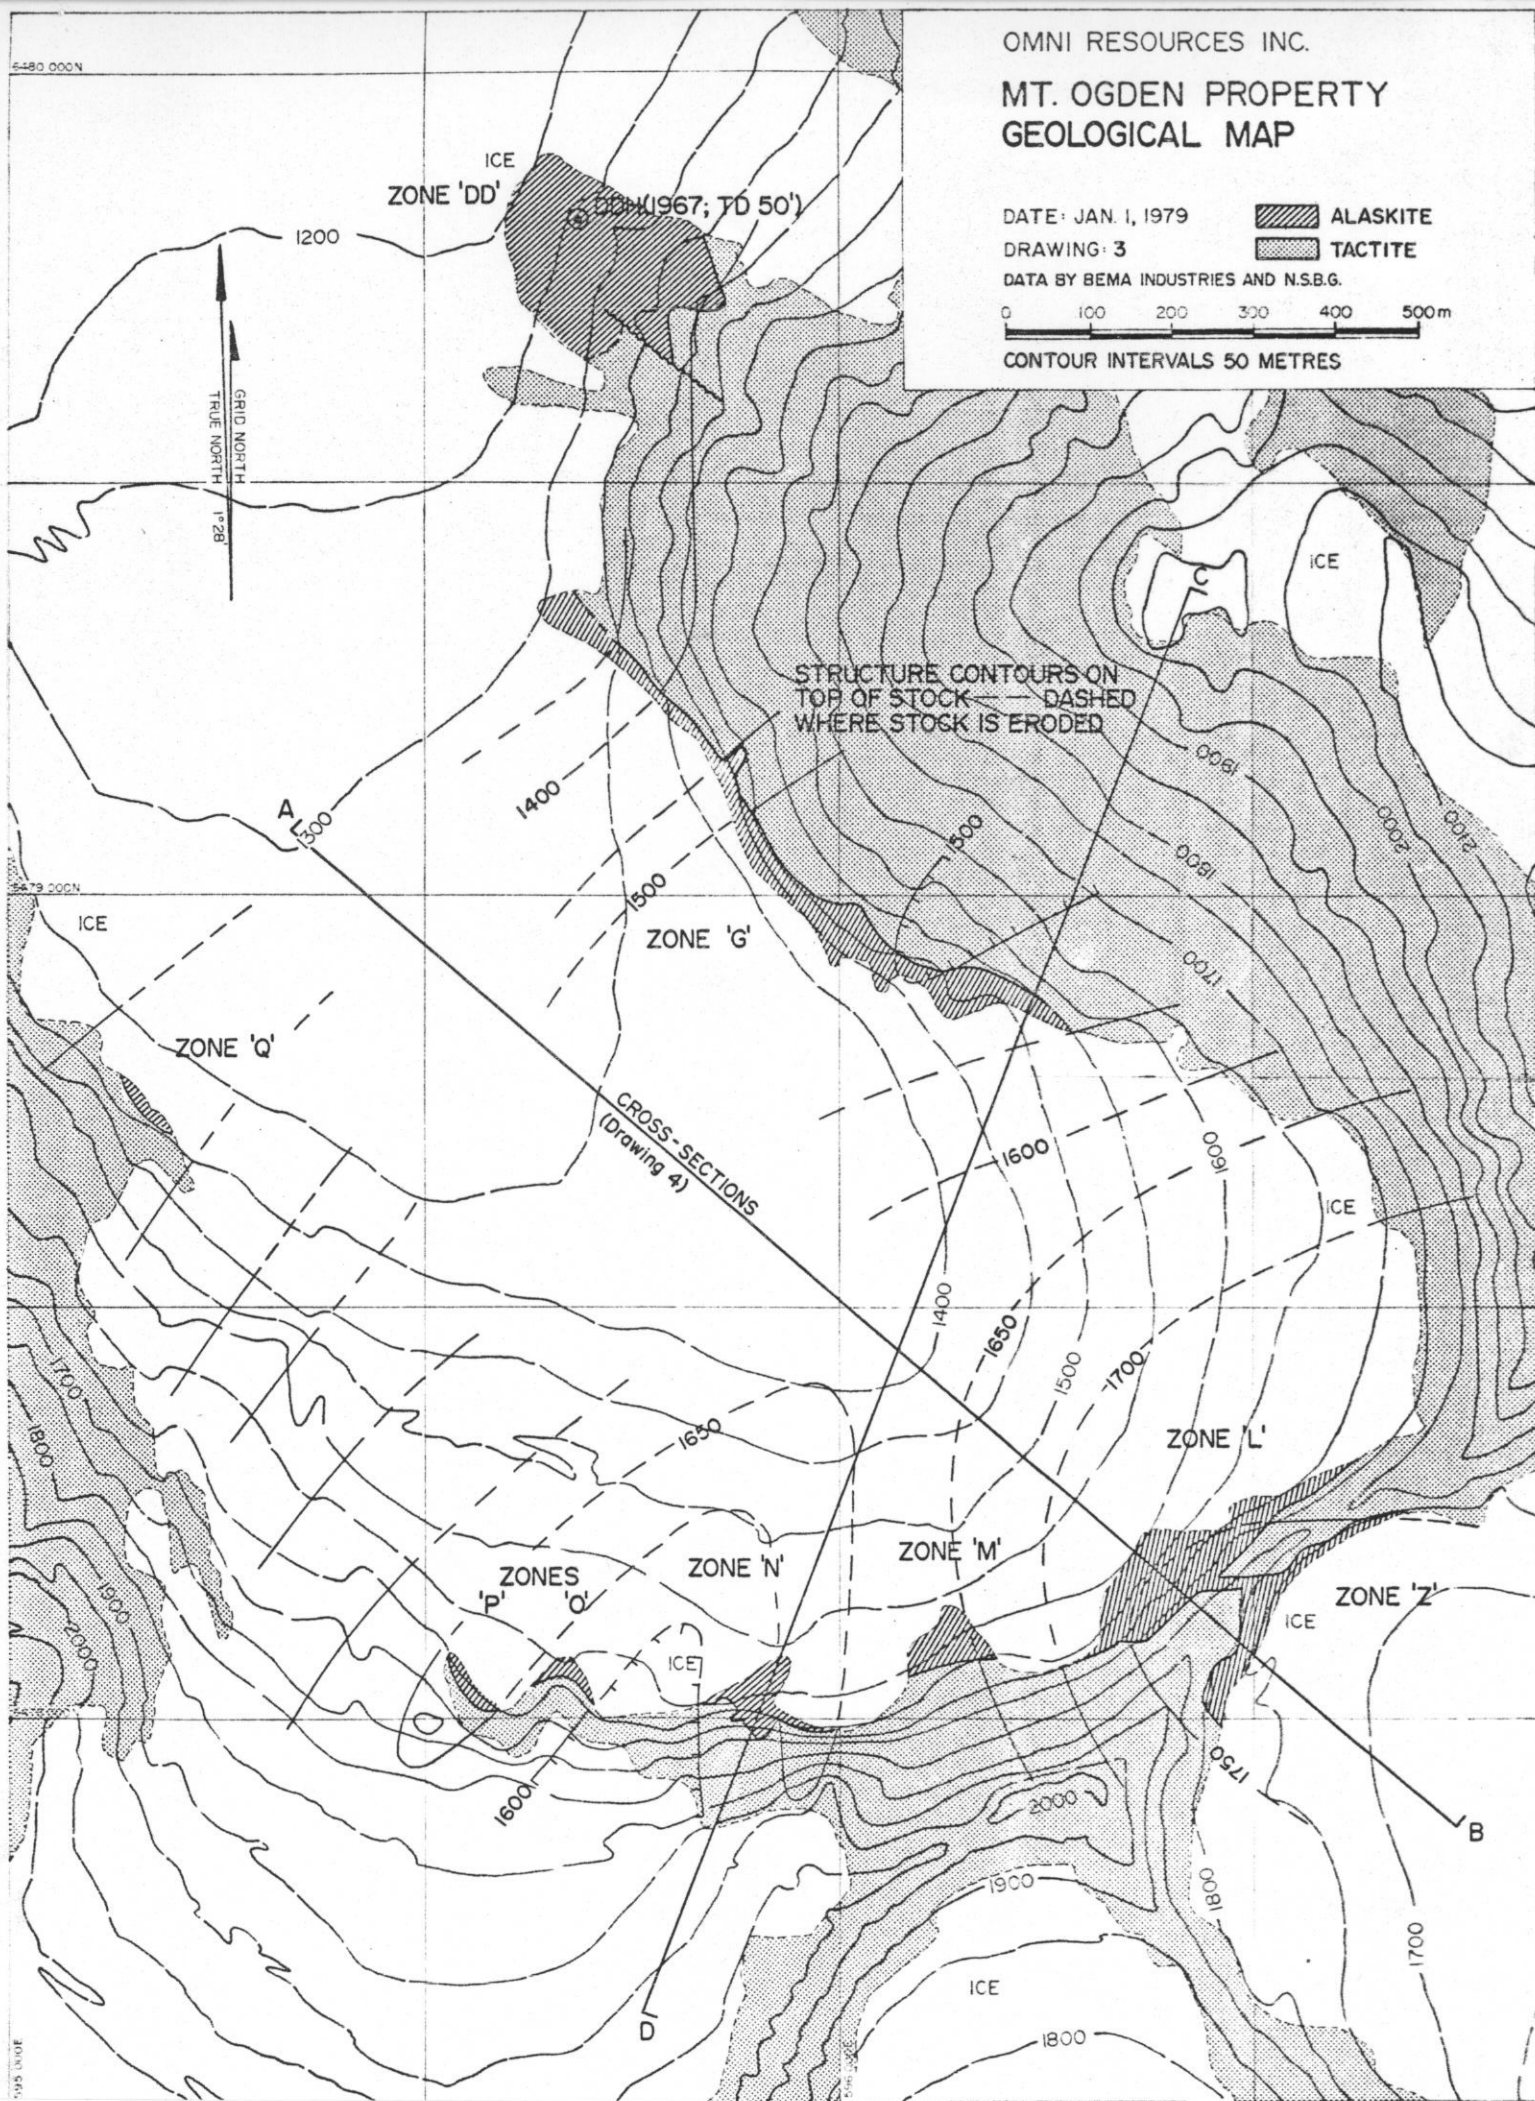 OMNI RESOURCES INC.
MT. OGDEN PROPERTY
GEOLOGICAL MAP
DATE: JAN. 1, 1979
ALASKITE
DRAWING: 3
TACTITE
DATA BY BEMA INDUSTRIES AND N.S.B.G.
0 100 200 300 400 500m
CONTOUR INTERVALS 50 METRES
ICE
ZONE 'DD'
DDH(1967; TD 50')
1200
GRID NORTH
TRUE NORTH 1°28'
C
ICE
STRUCTURE CONTOURS ON
TOP OF STOCK — — DASHED
WHERE STOCK IS ERODED
1900
1400
A
1300
2000
2100
1500
1800
1500
ICE
ZONE 'G'
1700
ZONE 'Q'
CROSS-SECTIONS
(Drawing 4)
1600
1600
ICE
1400
1650
1500
1700
1700
1800
1650
ZONE 'L'
ZONE 'N'
ZONE 'M'
ZONES
'P' 'O'
1900
2000
ZONE 'Z'
ICE
ICE
1750
1600
2000
B
1900
1800
1700
ICE
D
1800